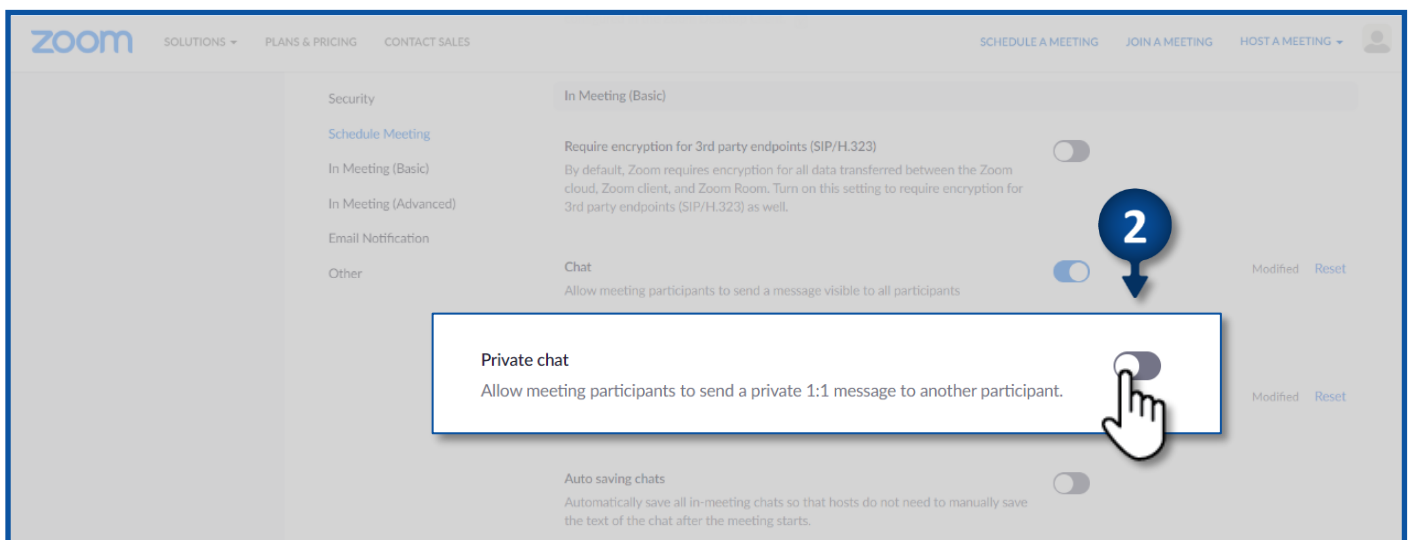 zoom SOLUTIONS PLANS & PRICING CONTACT SALES SCHEDULE A MEETING JOIN A MEETING HOST A MEETING
Security
Schedule Meeting
In Meeting (Basic)
In Meeting (Advanced)
Email Notification
Other
In Meeting (Basic)
Require encryption for 3rd party endpoints (SIP/H.323)
By default, Zoom requires encryption for all data transferred between the Zoom
cloud, Zoom client, and Zoom Room. Turn on this setting to require encryption for
3rd party endpoints (SIP/H.323) as well.
2
Chat
Modified Reset
Allow meeting participants to send a message visible to all participants
Private chat
Allow meeting participants to send a private 1:1 message to another participant.
Modified Reset
Auto saving chats
Automatically save all in-meeting chats so that hosts do not need to manually save
the text of the chat after the meeting starts.